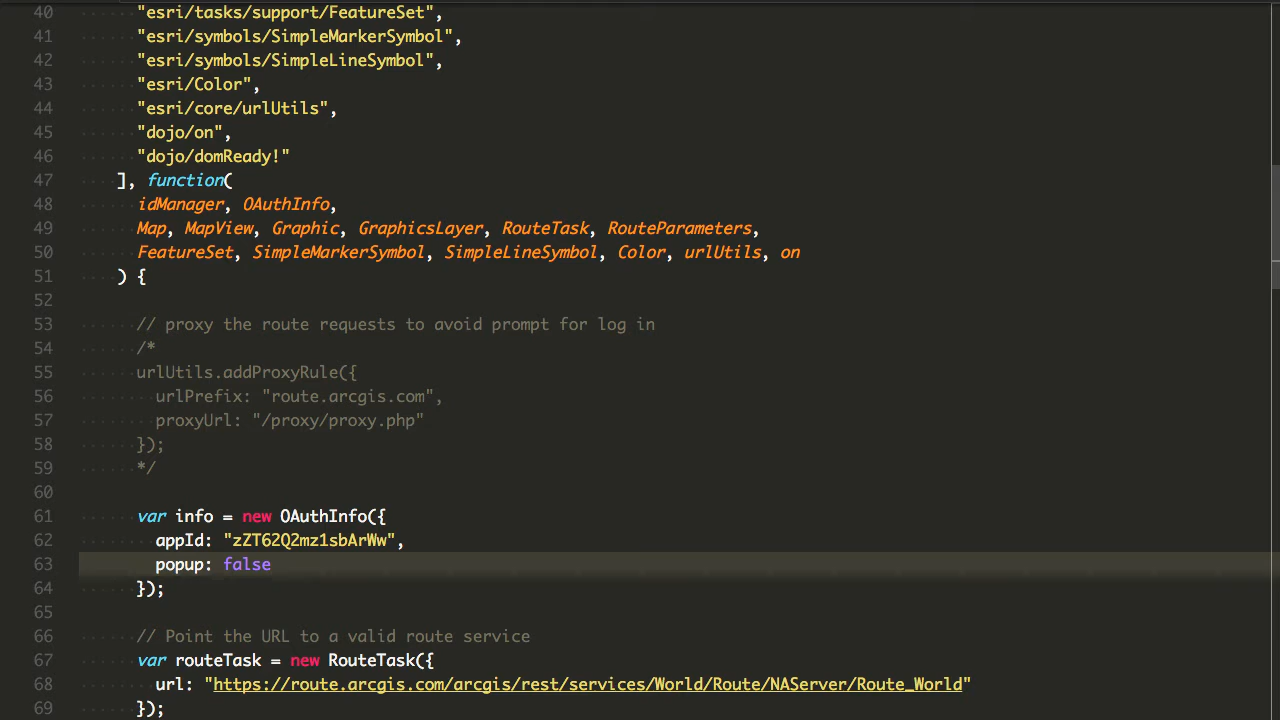 40 "esri/tasks/support/FeatureSet",
41 "esri/symbols/SimpleMarkerSymbol",
42 "esri/symbols/SimpleLineSymbol",
43 "esri/Color",
44 "esri/core/urlUtils",
45 "dojo/on",
46 "dojo/domReady!"
47 ], function(
48 idManager, OAuthInfo,
49 Map, MapView, Graphic, GraphicsLayer, RouteTask, RouteParameters,
50 FeatureSet, SimpleMarkerSymbol, SimpleLineSymbol, Color, urlUtils, on
51 ) {
52
53 // proxy the route requests to avoid prompt for log in
54 /*
55 urlUtils.addProxyRule({
56 urlPrefix: "route.arcgis.com",
57 proxyUrl: "/proxy/proxy.php"
58 });
59 */
60
61 var info = new OAuthInfo({
62 appId: "zZT62Q2mz1sbArWw",
63 popup: false
64 });
65
66 // Point the URL to a valid route service
67 var routeTask = new RouteTask({
68 url: "https://route.arcgis.com/arcgis/rest/services/World/Route/NAServer/Route_World"
69 });